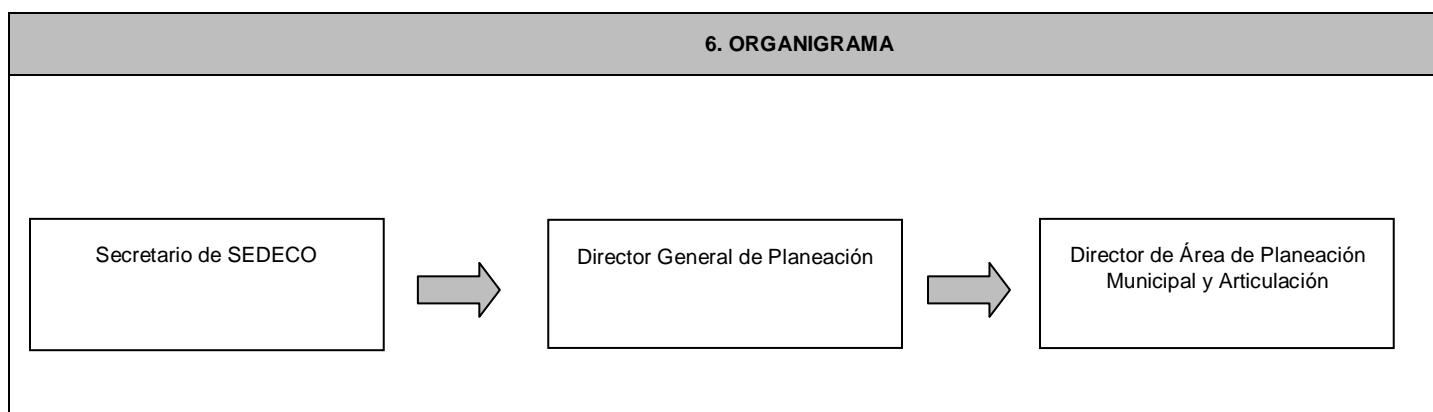 6. ORGANIGRAMA
Secretario de SEDECO
Director General de Planeación
Director de Área de Planeación
Municipal y Articulación